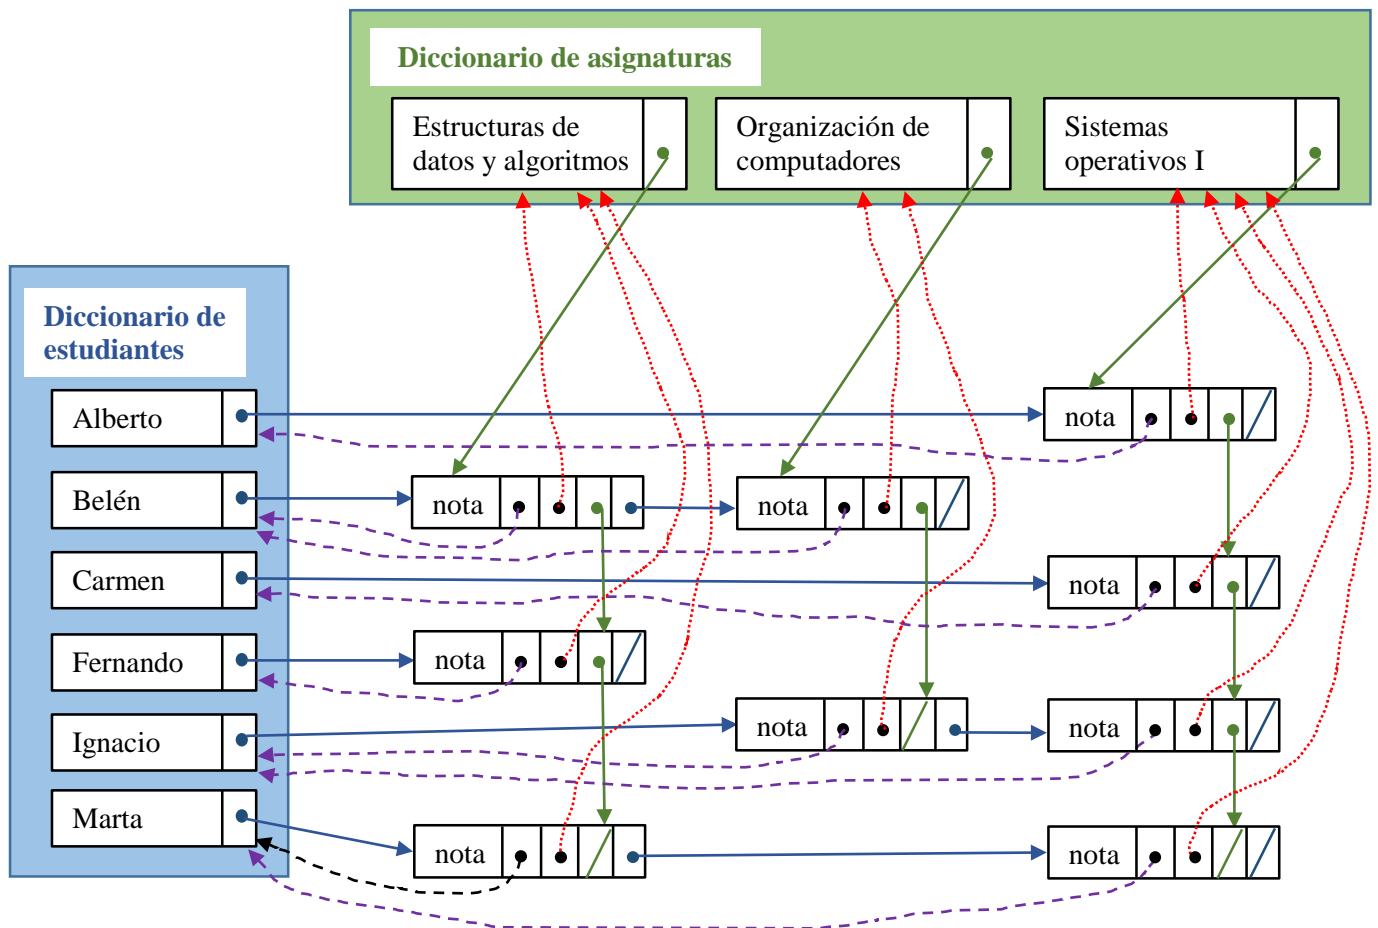 Diccionario de asignaturas
Estructuras de
datos y algoritmos
Organización de
computadores
Sistemas
operativos I
Diccionario de
estudiantes
Alberto
nota
Belén
nota
nota
Carmen
nota
Fernando
nota
Ignacio
nota
nota
Marta
nota
nota